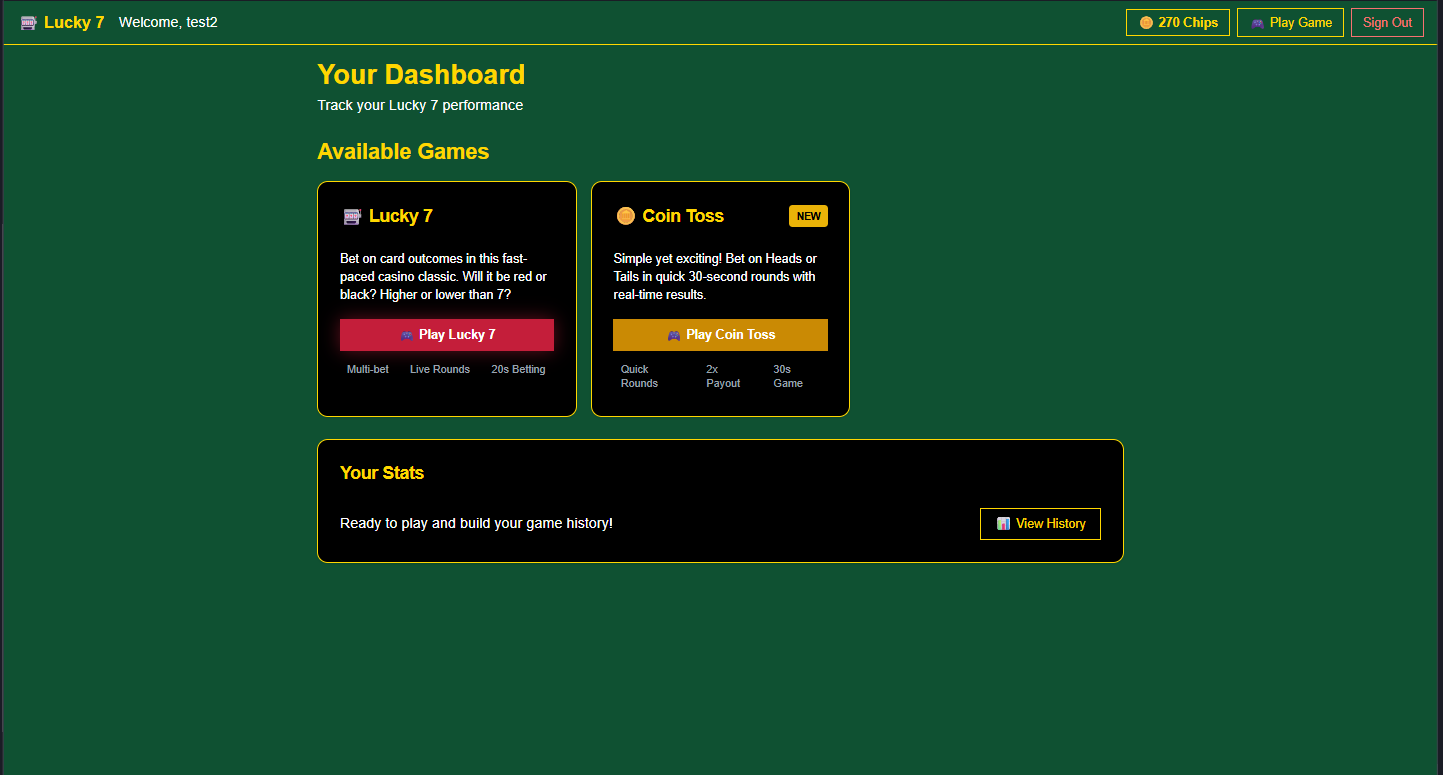 Lucky 7 Welcome, test2 270 Chips Play Game Sign Out
Your Dashboard
Track your Lucky 7 performance
Available Games
Lucky 7
Bet on card outcomes in this fast-
paced casino classic. Will it be red or
black? Higher or lower than 7?
Play Lucky 7
Multi-bet Live Rounds 20s Betting
Coin Toss NEW
Simple yet exciting! Bet on Heads or
Tails in quick 30-second rounds with
real-time results.
Play Coin Toss
Quick 2x 30s
Rounds Payout Game
Your Stats
Ready to play and build your game history! View History